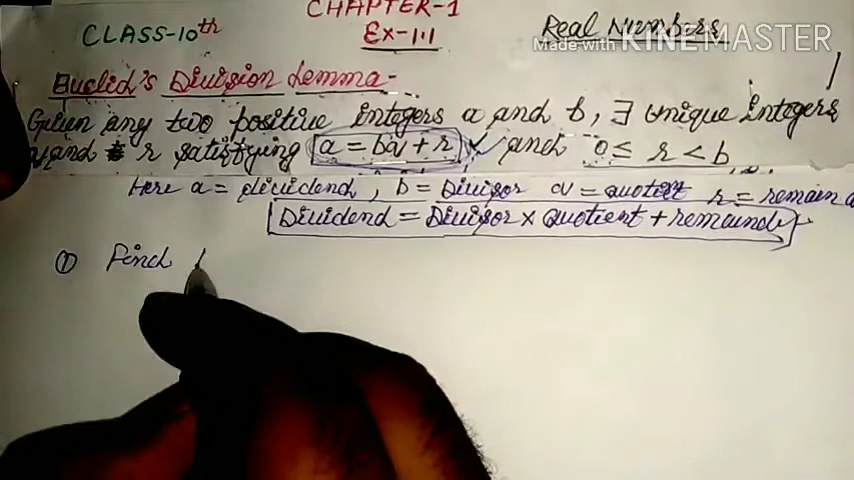 CHAPTER-1
CLASS-10th
Ex-1.1
Real Numbers
Made with KINEMASTER
Euclid's Division Lemma-
Given any two positive integers a and b, ∃ unique integers
q and r satisfying a = bq + r and 0 ≤ r < b
Here a = dividend, b = Divisor q = quotient r = remain
Dividend = Divisor × quotient + remainder
① Find